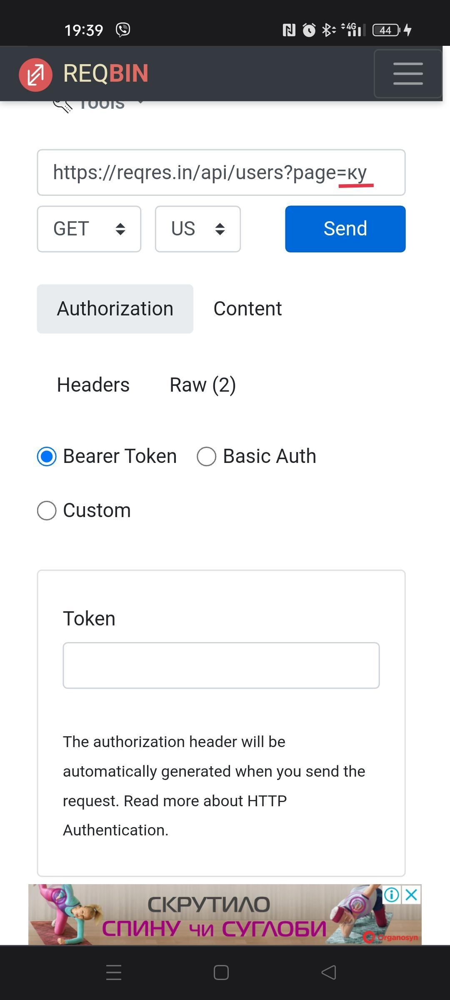 19:39
4G
44
REQBIN
Tools
https://reqres.in/api/users?page=ку
GET
US
Send
Authorization
Content
Headers
Raw (2)
Bearer Token
Basic Auth
Custom
Token
The authorization header will be
automatically generated when you send the
request. Read more about HTTP
Authentication.
СКРУТИЛО
СПИНУ ЧИ СУГЛОБИ
Organosyn